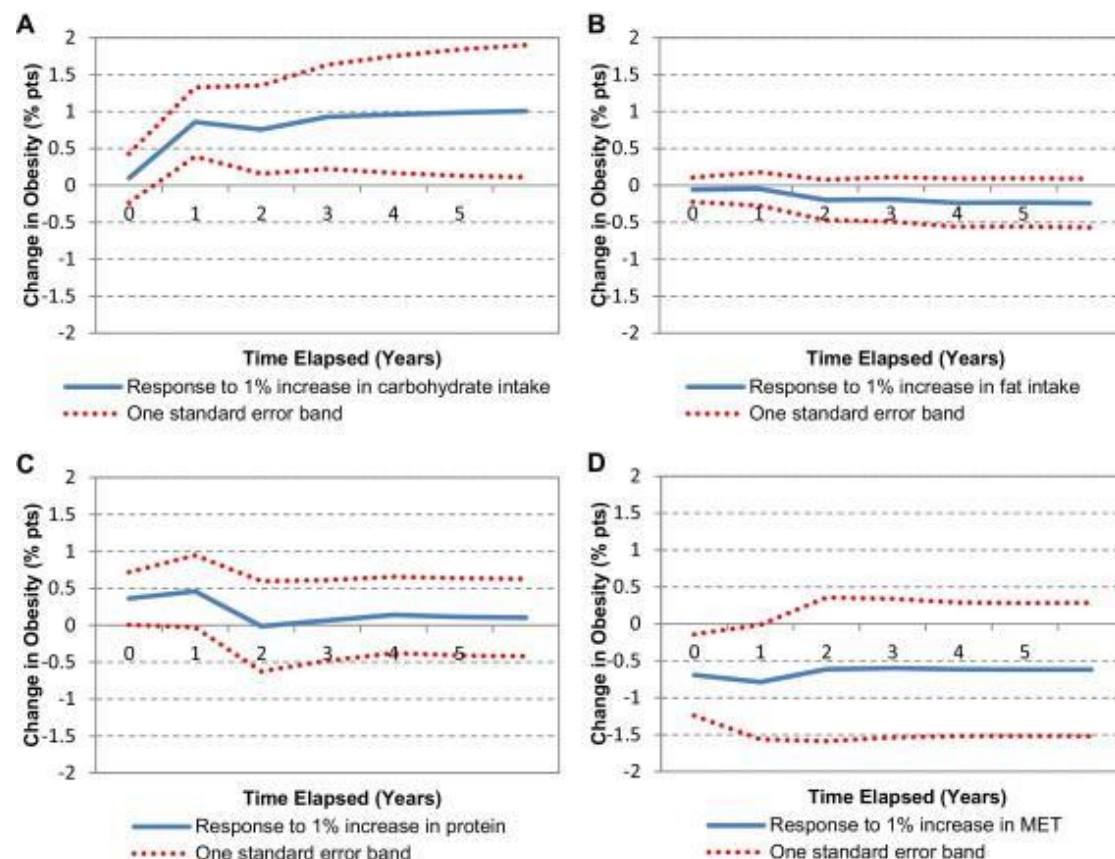 A
Change in Obesity (% pts)
2
1.5
1
0.5
0
-0.5
-1
-1.5
-2
0 1 2 3 4 5
Time Elapsed (Years)
Response to 1% increase in carbohydrate intake
One standard error band
B
Change in Obesity (% pts)
2
1.5
1
0.5
0
-0.5
-1
-1.5
-2
0 1 2 3 4 5
Time Elapsed (Years)
Response to 1% increase in fat intake
One standard error band
C
Change in Obesity (% pts)
2
1.5
1
0.5
0
-0.5
-1
-1.5
-2
0 1 2 3 4 5
Time Elapsed (Years)
Response to 1% increase in protein
One standard error band
D
Change in Obesity (% pts)
2
1.5
1
0.5
0
-0.5
-1
-1.5
-2
0 1 2 3 4 5
Time Elapsed (Years)
Response to 1% increase in MET
One standard error band